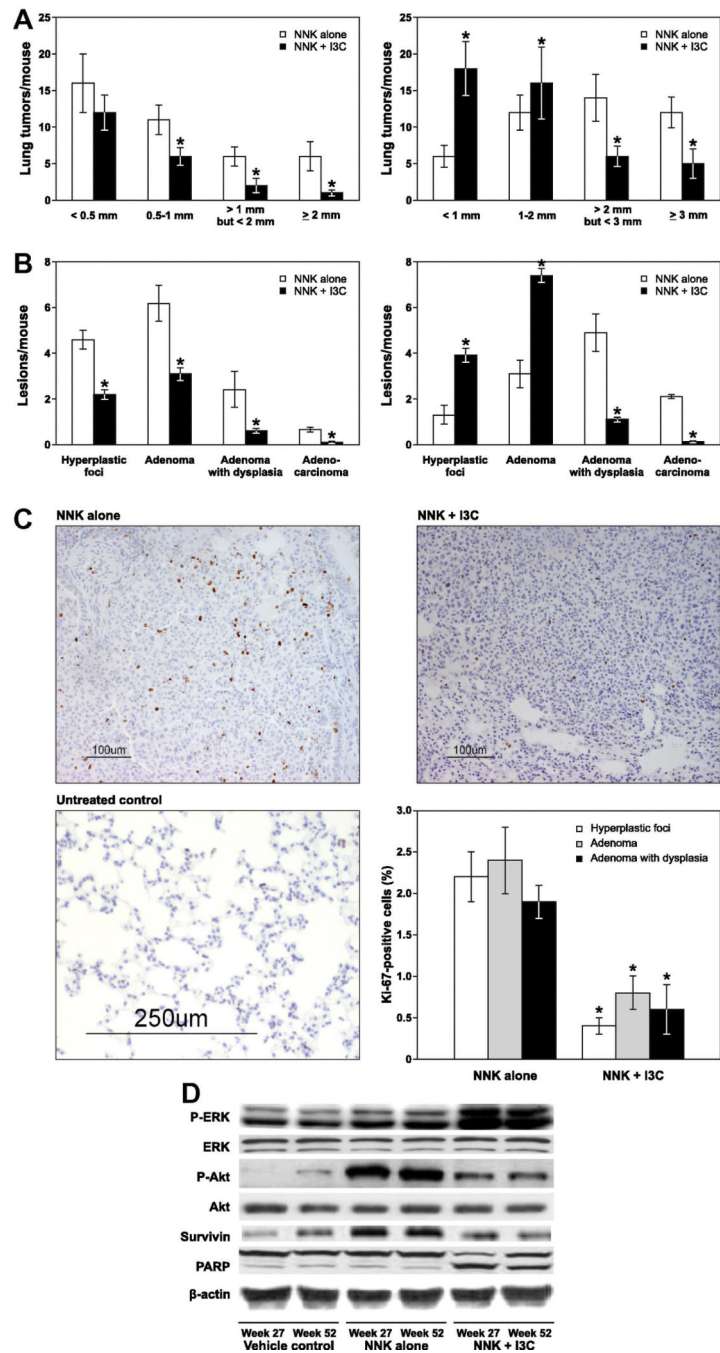 A
Lung tumors/mouse
25
20
15
10
5
0
NNK alone
NNK + I3C
*
*
*
< 0.5 mm
0.5-1 mm
> 1 mm
but < 2 mm
≥ 2 mm
Lung tumors/mouse
25
20
15
10
5
0
NNK alone
NNK + I3C
*
*
*
*
< 1 mm
1-2 mm
> 2 mm
but < 3 mm
≥ 3 mm
B
Lesions/mouse
8
6
4
2
0
NNK alone
NNK + I3C
*
*
*
*
Hyperplastic
foci
Adenoma
Adenoma
with dysplasia
Adeno-
carcinoma
Lesions/mouse
8
6
4
2
0
NNK alone
NNK + I3C
*
*
*
*
Hyperplastic
foci
Adenoma
Adenoma
with dysplasia
Adeno-
carcinoma
C
NNK alone
100um
NNK + I3C
100um
Untreated control
250um
Ki-67-positive cells (%)
3.0
2.5
2.0
1.5
1.0
0.5
0
Hyperplastic foci
Adenoma
Adenoma with dysplasia
*
*
*
NNK alone
NNK + I3C
D
P-ERK
ERK
P-Akt
Akt
Survivin
PARP
β-actin
Week 27 Week 52 Week 27 Week 52 Week 27 Week 52
Vehicle control NNK alone NNK + I3C